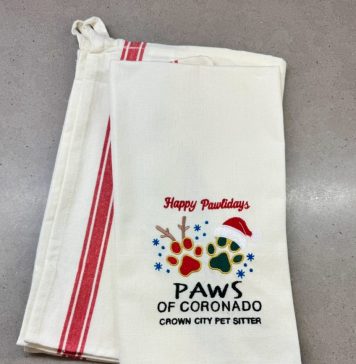 Happy Pawlidays
PAWS
OF CORONADO
CROWN CITY PET SITTER